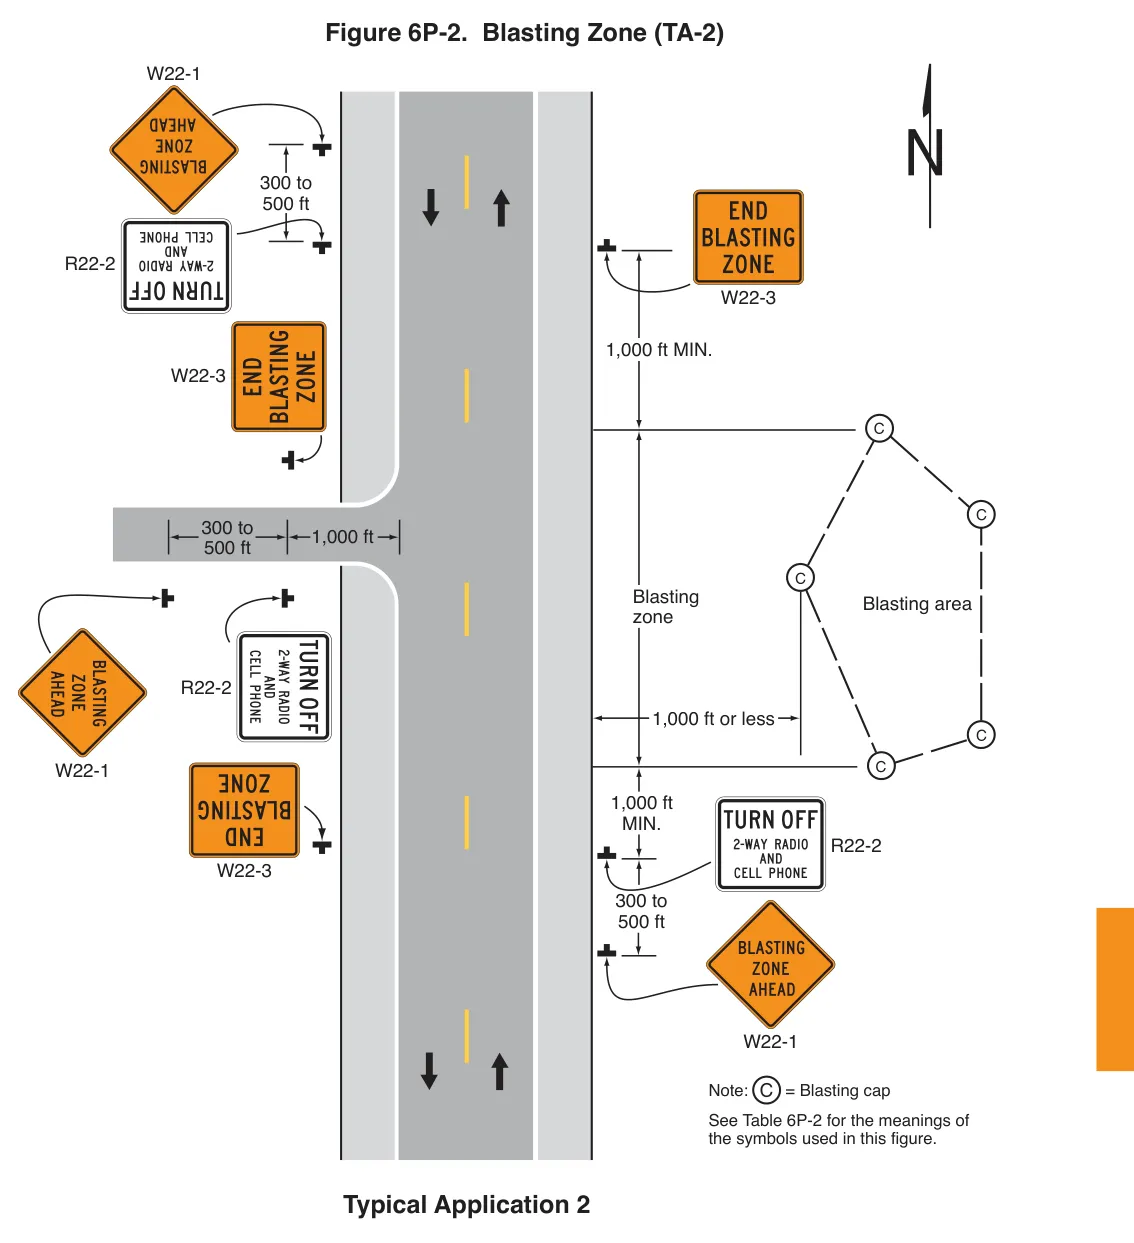 Figure 6P-2.  Blasting Zone (TA-2)
W22-1
BLASTING
ZONE
AHEAD
300 to
500 ft
R22-2
TURN OFF
2-WAY RADIO
AND
CELL PHONE
W22-3
END
BLASTING
ZONE
N
END
BLASTING
ZONE
W22-3
1,000 ft MIN.
C
C
C
C
C
Blasting area
Blasting
zone
1,000 ft or less
300 to
500 ft
1,000 ft
BLASTING
ZONE
AHEAD
W22-1
R22-2
TURN OFF
2-WAY RADIO
AND
CELL PHONE
END
BLASTING
ZONE
W22-3
1,000 ft
MIN.
TURN OFF
2-WAY RADIO
AND
CELL PHONE
R22-2
300 to
500 ft
BLASTING
ZONE
AHEAD
W22-1
Note: C = Blasting cap
See Table 6P-2 for the meanings of
the symbols used in this figure.
Typical Application 2